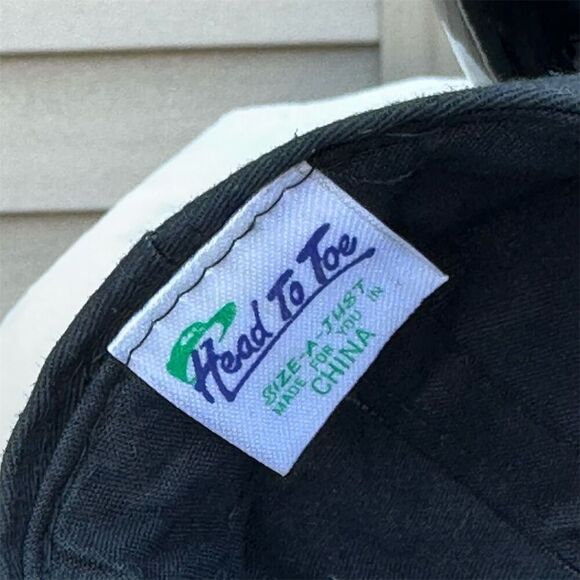 Head To Toe
SIZE-A-JUST
MADE FOR YOU IN
CHINA